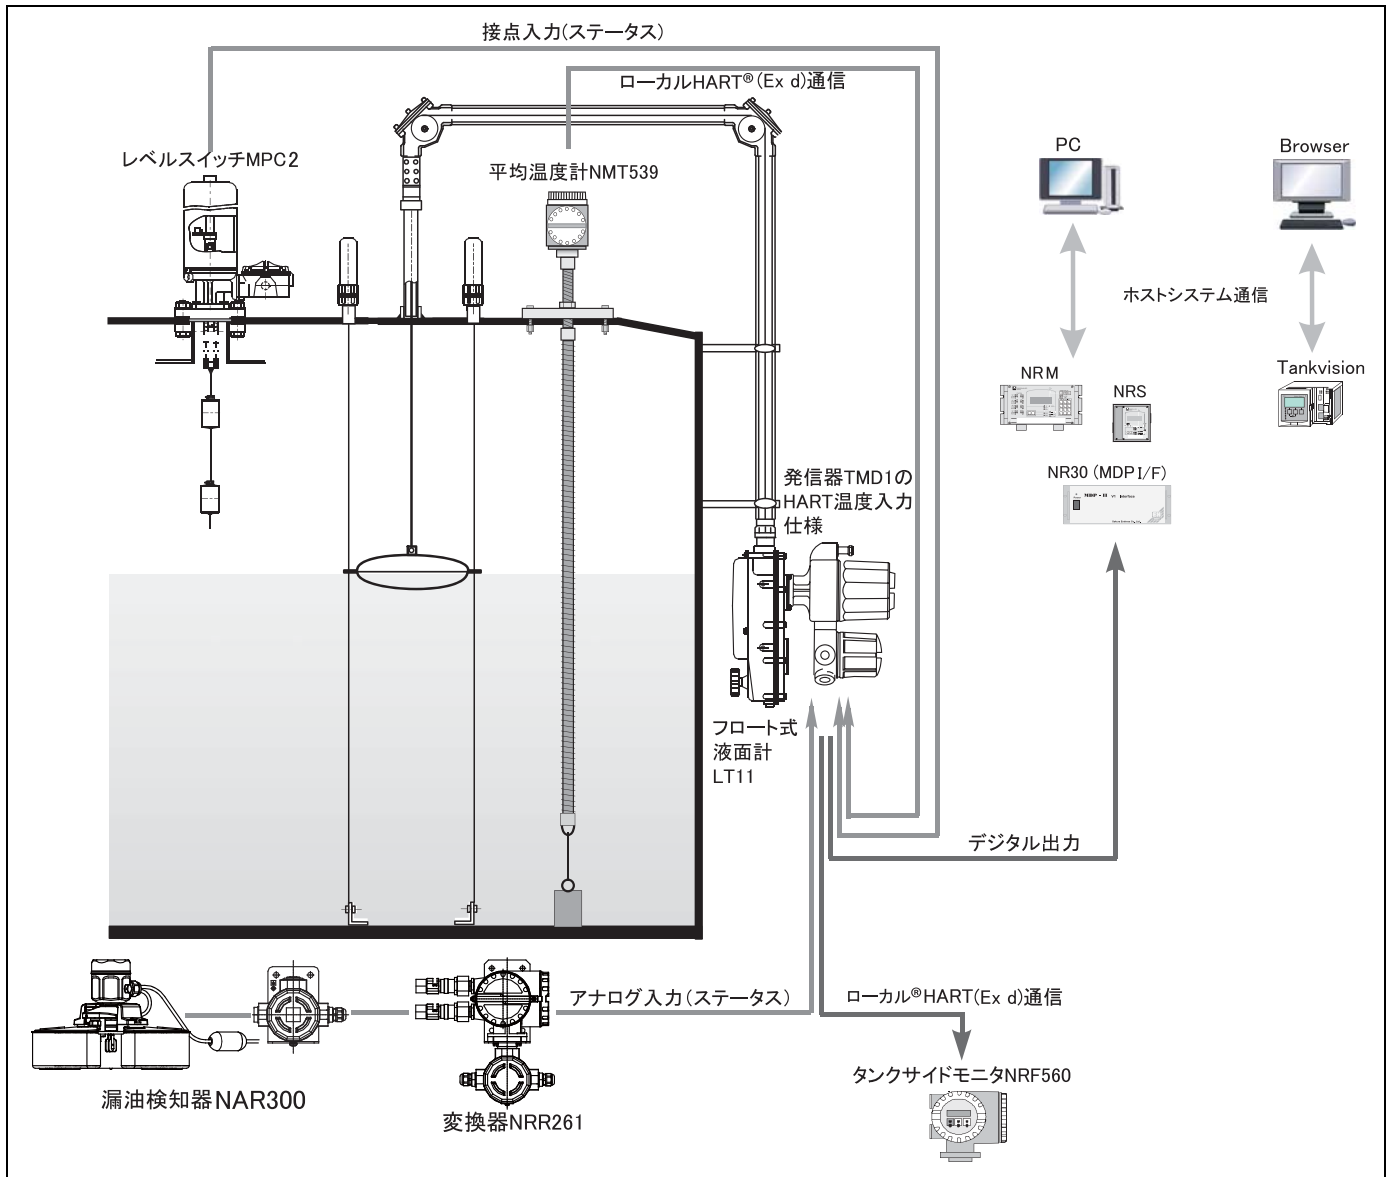 接点入力(ステータス)
ローカルHART®(Ex d)通信
レベルスイッチMPC2
平均温度計NMT539
PC
Browser
ホストシステム通信
NRM
NRS
Tankvision
NR30 (MDP I/F)
MDP - II
Interface
発信器TMD1の
HART温度入力
仕様
フロート式
液面計
LT11
デジタル出力
アナログ入力(ステータス)
ローカル®HART(Ex d)通信
漏油検知器NAR300
変換器NRR261
タンクサイドモニタNRF560